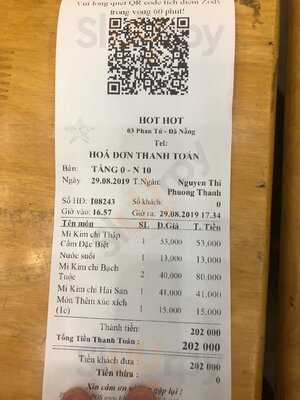 Vui lòng quét QR code tích điểm Zody
trong vòng 60 phút!
HOT HOT
03 Phan Tứ - Đà Nẵng
Tel:
HOÁ ĐƠN THANH TOÁN
Bàn: TẦNG 0 - N 10
Ngày 29.08.2019 T.Ngân: Nguyen Thi
Phuong Thanh
Số HĐ: I08243 Số khách 0
Giờ vào: 16.57 Giờ ra: 29.08.2019 17.34
Tên món SL Đ.Giá T. Tiền
Mì Kim chi Thập
Cẩm Đặc Biệt 1 53,000 53,000
Nước suối 1 13,000 13,000
Mì Kim chi Bạch
Tuộc 2 40,000 80,000
Mì Kim chi Hải Sản 1 41,000 41,000
Món Thêm xúc xích
(1c) 1 15,000 15,000
Thành tiền: 202 000
Tổng Tiền Thanh Toán : 202 000
Tiền khách đưa : 202 000
Tiền thừa : 0
Xin cảm ơn gặp lại :